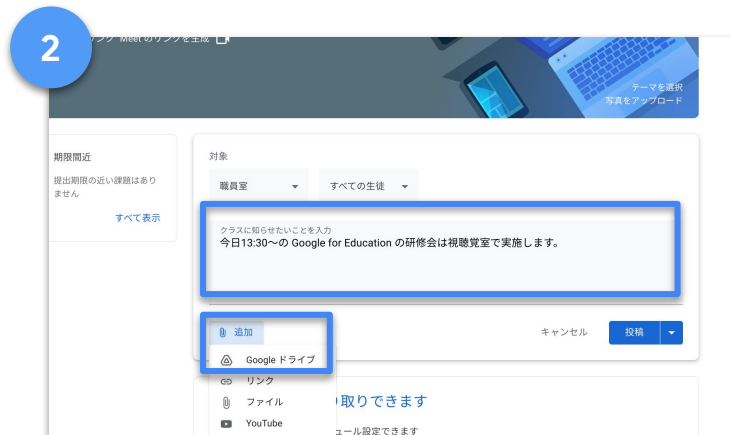 2
Meet のリンクを生成
テーマを選択
写真をアップロード
期限間近
提出期限の近い課題はあり
ません
すべて表示
対象
職員室
すべての生徒
クラスに知らせたいことを入力
今日13:30〜の Google for Education の研修会は視聴覚室で実施します。
追加
キャンセル
投稿
Google ドライブ
リンク
ファイル
YouTube
取りできます
ュール設定できます